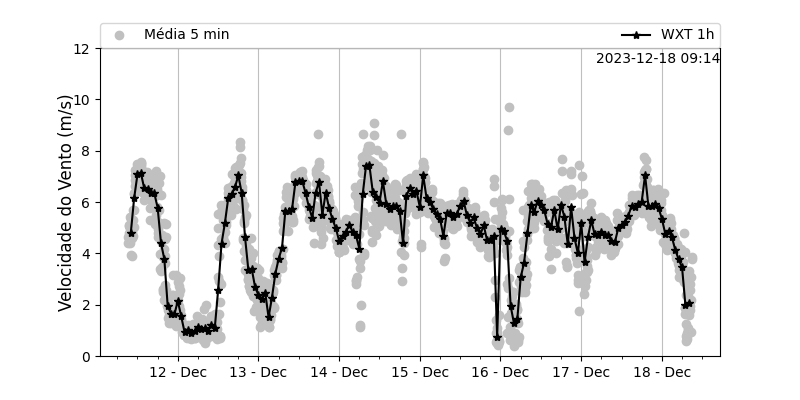 Média 5 min
WXT 1h
2023-12-18 09:14
Velocidade do Vento (m/s)
12
10
8
6
4
2
0
12 - Dec 13 - Dec 14 - Dec 15 - Dec 16 - Dec 17 - Dec 18 - Dec